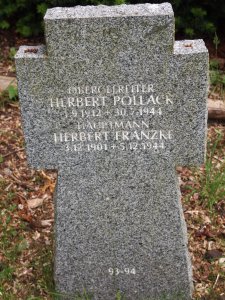 OBERGEFREITER
HERBERT POLLACK
1.9.1912 + 30.7.1944
HAUPTMANN
HERBERT FRANZKE
3.12.1901 + 5.12.1944
93-94